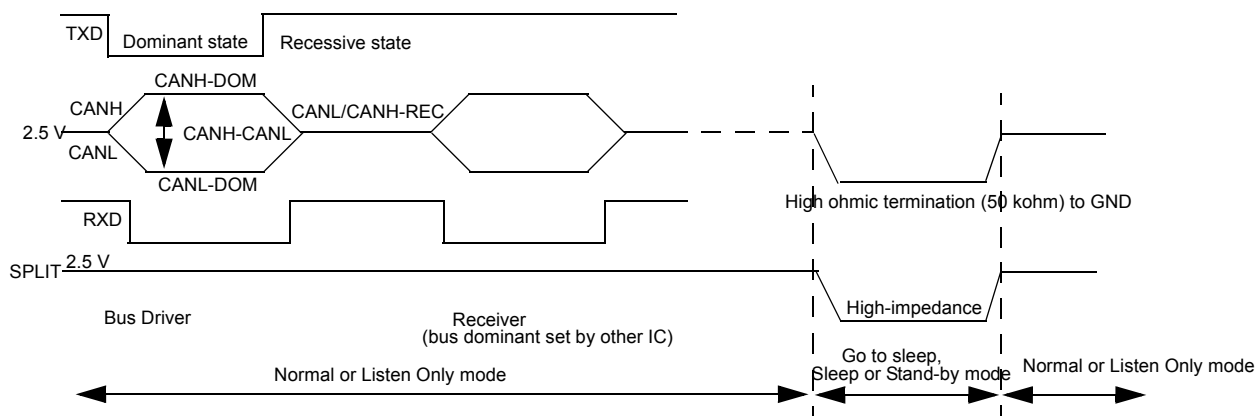 TXD
Dominant state
Recessive state
CANH-DOM
CANH
CANL/CANH-REC
2.5 V
CANH-CANL
CANL
CANL-DOM
High ohmic termination (50 kohm) to GND
RXD
SPLIT
2.5 V
High-impedance
Bus Driver
Receiver
(bus dominant set by other IC)
Go to sleep,
Sleep or Stand-by mode
Normal or Listen Only mode
Normal or Listen Only mode